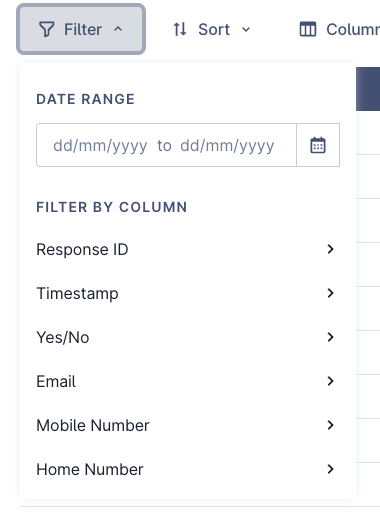 Filter Sort Column
DATE RANGE
dd/mm/yyyy to dd/mm/yyyy
FILTER BY COLUMN
Response ID
Timestamp
Yes/No
Email
Mobile Number
Home Number